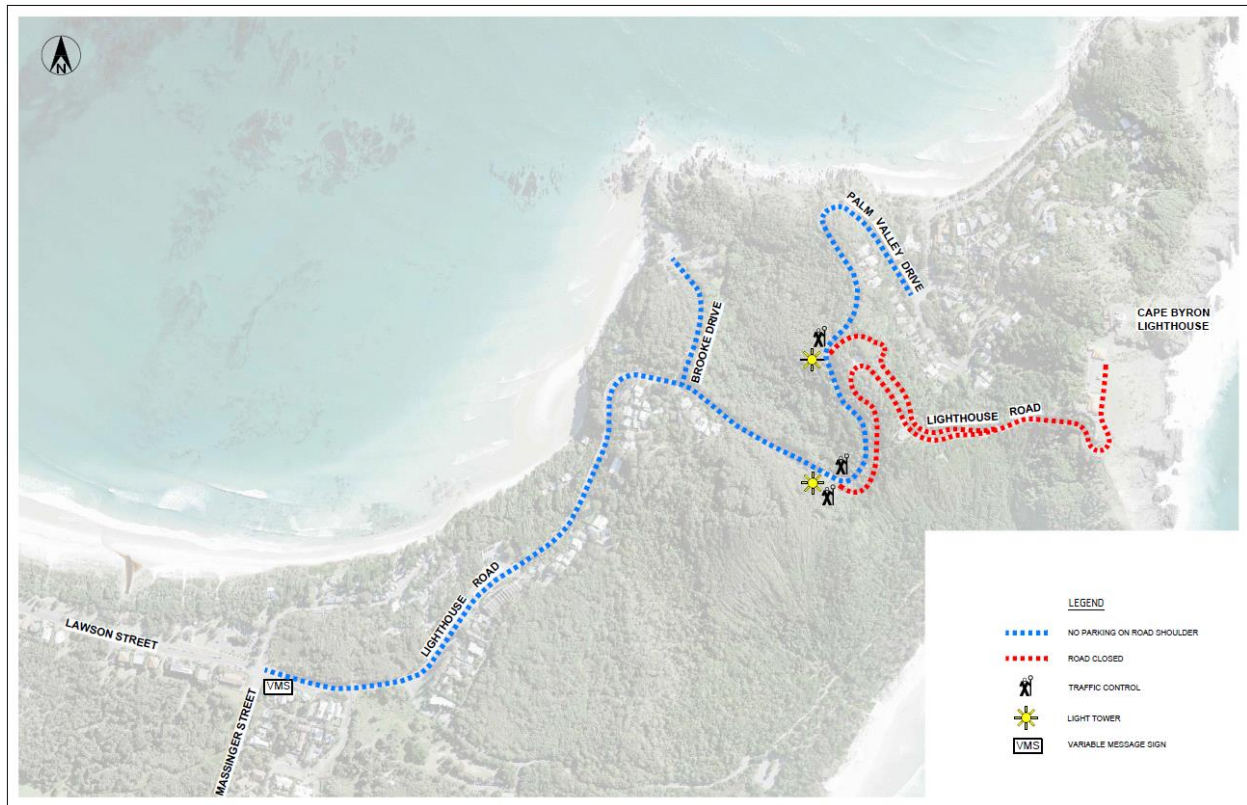 N
PALM VALLEY DRIVE
CAPE BYRON
LIGHTHOUSE
BROOKE DRIVE
LIGHTHOUSE ROAD
LIGHTHOUSE ROAD
LAWSON STREET
VMS
MASSINGER STREET
LEGEND
NO PARKING ON ROAD SHOULDER
ROAD CLOSED
TRAFFIC CONTROL
LIGHT TOWER
VMS
VARIABLE MESSAGE SIGN